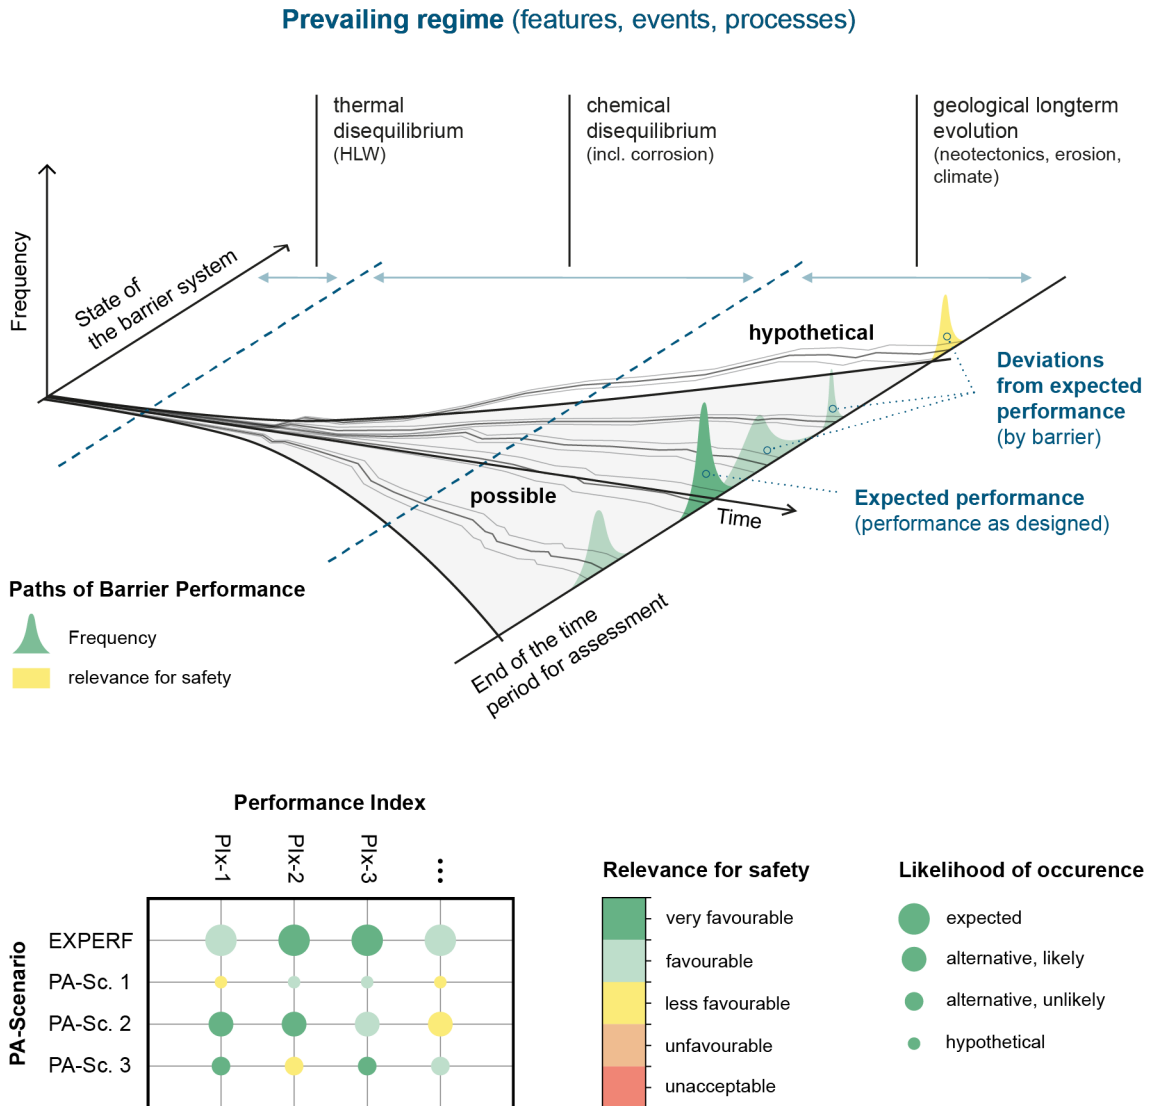 Prevailing regime (features, events, processes)
thermal
disequilibrium
(HLW)
chemical
disequilibrium
(incl. corrosion)
geological longterm
evolution
(neotectonics, erosion,
climate)
Frequency
State of
the barrier system
hypothetical
Deviations
from expected
performance
(by barrier)
possible
Expected performance
(performance as designed)
Time
End of the time
period for assessment
Paths of Barrier Performance
Frequency
relevance for safety
Performance Index
PIx-1
PIx-2
PIx-3
...
PA-Scenario
EXPERF
PA-Sc. 1
PA-Sc. 2
PA-Sc. 3
Relevance for safety
very favourable
favourable
less favourable
unfavourable
unacceptable
Likelihood of occurence
expected
alternative, likely
alternative, unlikely
hypothetical